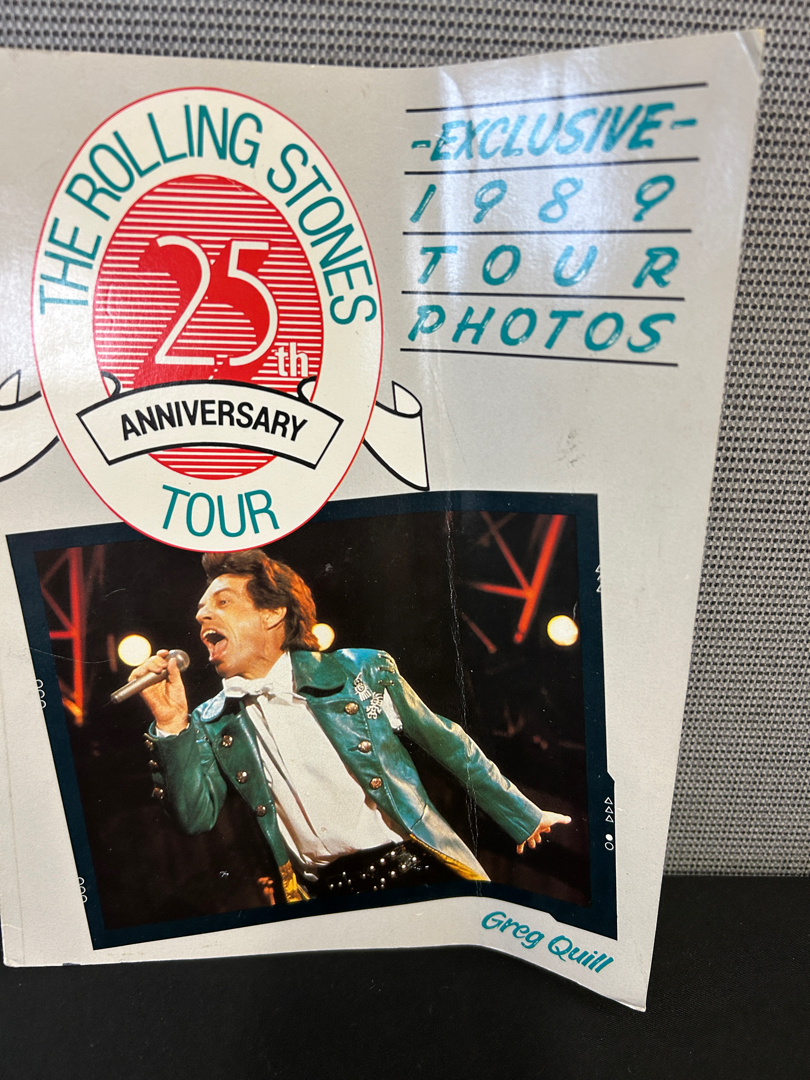 THE ROLLING STONES
25th
ANNIVERSARY
TOUR
-EXCLUSIVE-
1989
TOUR
PHOTOS
Greg Quill